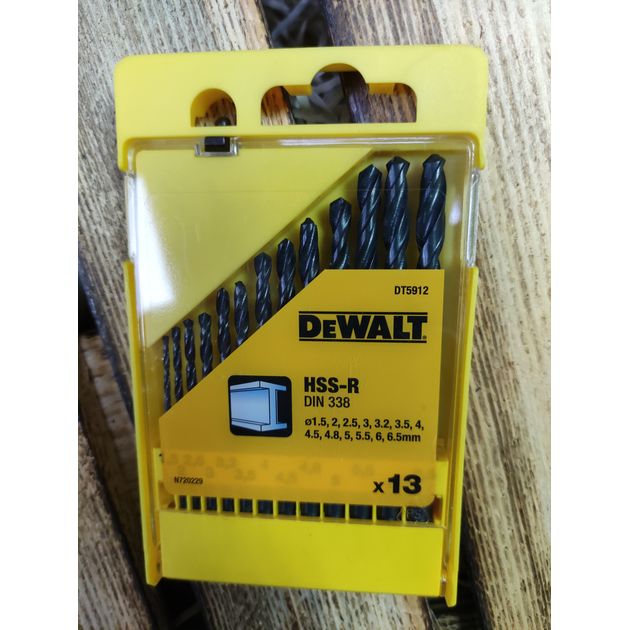 DT5912
DEWALT
HSS-R
DIN 338
ø1.5, 2, 2.5, 3, 3.2, 3.5, 4,
4.5, 4.8, 5, 5.5, 6, 6.5mm
N720229
x13